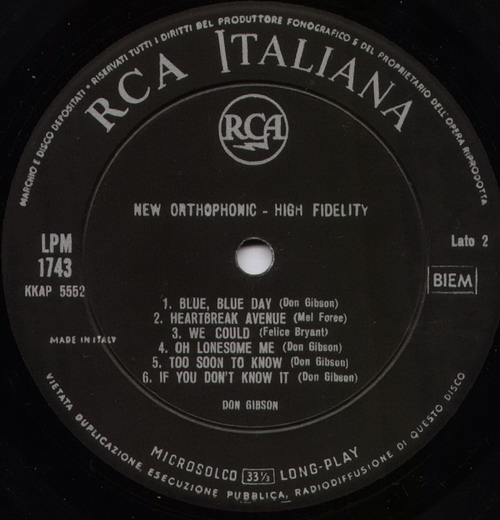 MARCHIO E DISCO DEPOSITATI • RISERVATI TUTTI I DIRITTI DEL PRODUTTORE FONOGRAFICO E DEL PROPRIETARIO DELL'OPERA RIPRODOTTA
RCA ITALIANA
RCA
NEW ORTHOPHONIC - HIGH FIDELITY
LPM
1743
KKAP 5552
Lato 2
BIEM
1. BLUE, BLUE DAY (Don Gibson)
2. HEARTBREAK AVENUE (Mel Foree)
3. WE COULD (Felice Bryant)
4. OH LONESOME ME (Don Gibson)
5. TOO SOON TO KNOW (Don Gibson)
6. IF YOU DON'T KNOW IT (Don Gibson)
MADE IN ITALY
DON GIBSON
MICROSOLCO 33⅓ LONG-PLAY
VIETATA DUPLICAZIONE, ESECUZIONE PUBBLICA, RADIODIFFUSIONE DI QUESTO DISCO